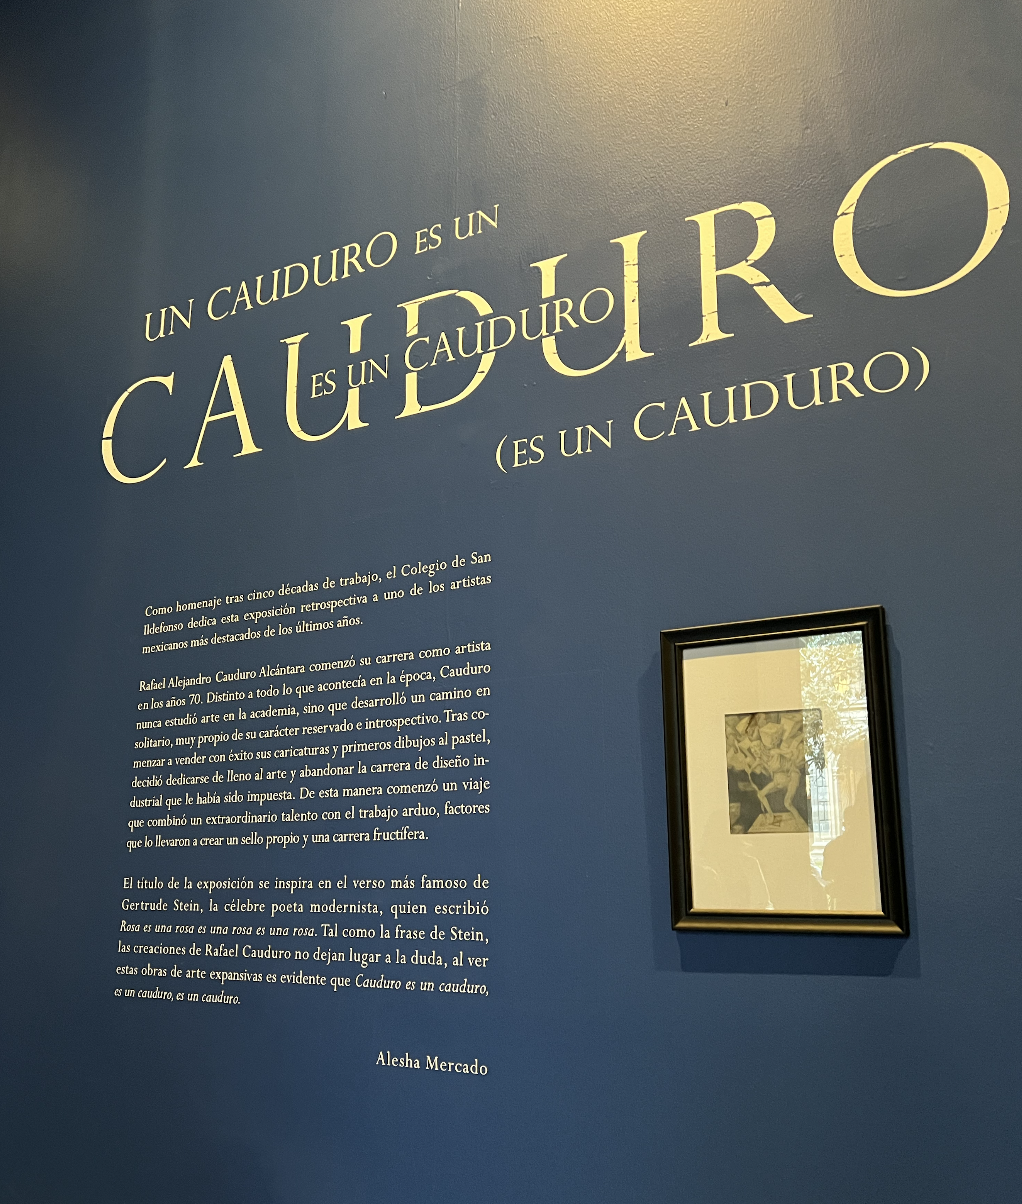 UN CAUDURO ES UN
CAUDURO
ES UN CAUDURO
(ES UN CAUDURO)
Como homenaje tras cinco décadas de trabajo, el Colegio de San
Ildefonso dedica esta exposición retrospectiva a uno de los artistas
mexicanos más destacados de los últimos años.
Rafael Alejandro Cauduro Alcántara comenzó su carrera como artista
en los años 70. Distinto a todo lo que acontecía en la época, Cauduro
nunca estudió arte en la academia, sino que desarrolló un camino en
solitario, muy propio de su carácter reservado e introspectivo. Tras co-
menzar a vender con éxito sus caricaturas y primeros dibujos al pastel,
decidió dedicarse de lleno al arte y abandonar la carrera de diseño in-
dustrial que le había sido impuesta. De esta manera comenzó un viaje
que combinó un extraordinario talento con el trabajo arduo, factores
que lo llevaron a crear un sello propio y una carrera fructífera.
El título de la exposición se inspira en el verso más famoso de
Gertrude Stein, la célebre poeta modernista, quien escribió
Rosa es una rosa es una rosa es una rosa. Tal como la frase de Stein,
las creaciones de Rafael Cauduro no dejan lugar a la duda, al ver
estas obras de arte expansivas es evidente que Cauduro es un cauduro,
es un cauduro, es un cauduro.
Alesha Mercado